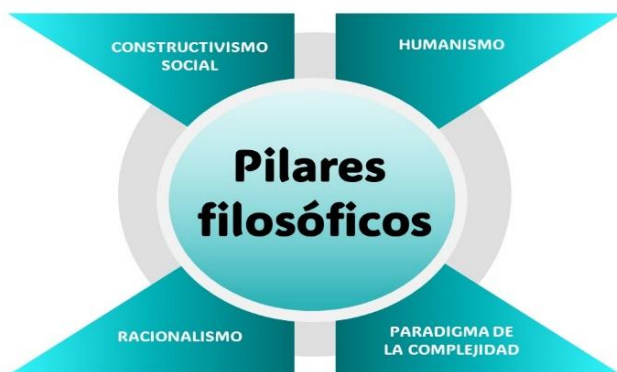 CONSTRUCTIVISMO
SOCIAL
HUMANISMO
Pilares
filosóficos
RACIONALISMO
PARADIGMA DE
LA COMPLEJIDAD